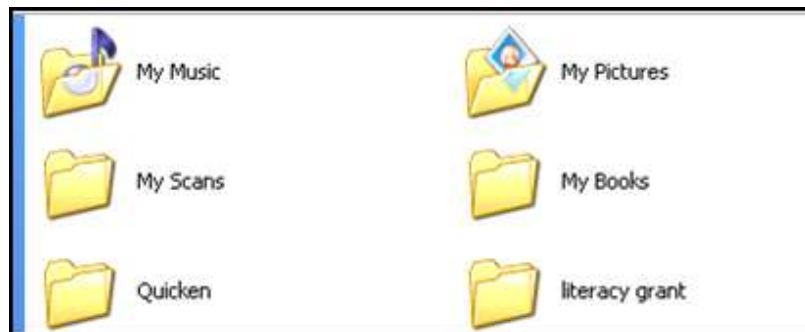 My Music
My Pictures
My Scans
My Books
Quicken
literacy grant